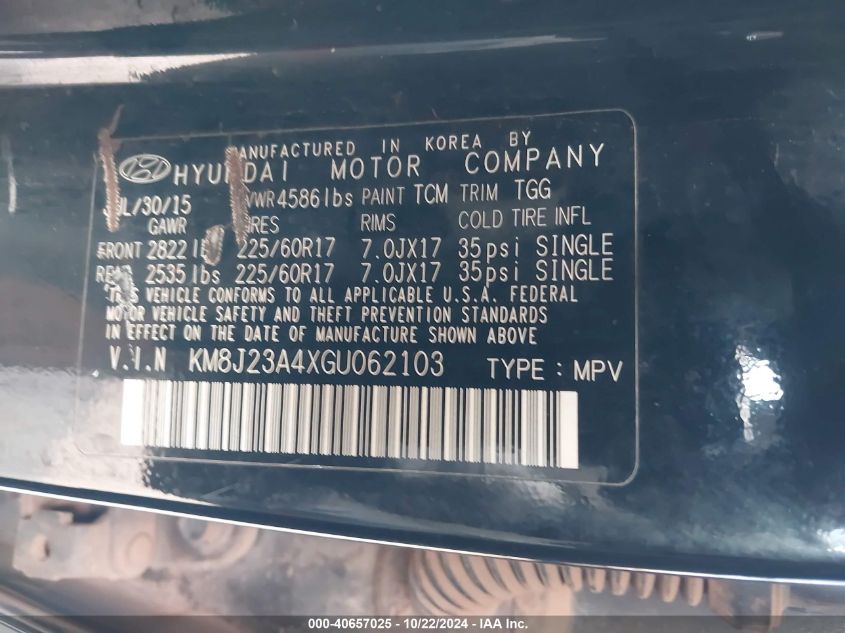 MANUFACTURED IN KOREA BY
HYUNDAI MOTOR COMPANY
JUL/30/15 GVWR 4586 lbs PAINT TCM TRIM TGG
GAWR TIRES RIMS COLD TIRE INFL
FRONT 2822 lbs 225/60R17 7.0JX17 35psi SINGLE
REAR 2535 lbs 225/60R17 7.0JX17 35psi SINGLE
THIS VEHICLE CONFORMS TO ALL APPLICABLE U.S.A. FEDERAL
MOTOR VEHICLE SAFETY AND THEFT PREVENTION STANDARDS
IN EFFECT ON THE DATE OF MANUFACTURE SHOWN ABOVE
V.I.N KM8J23A4XGU062103 TYPE : MPV
000-40657025 - 10/22/2024 - IAA Inc.